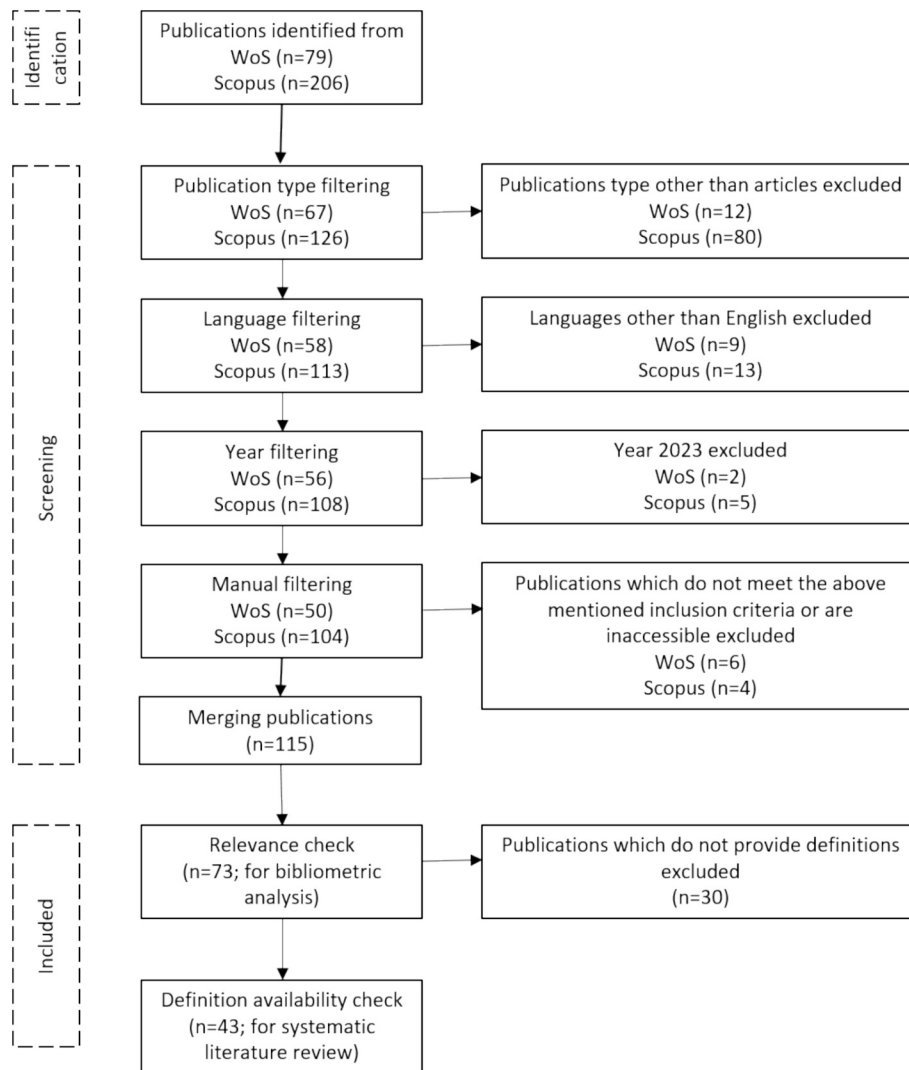 Identifi
cation
Publications identified from
WoS (n=79)
Scopus (n=206)
Screening
Publication type filtering
WoS (n=67)
Scopus (n=126)
Publications type other than articles excluded
WoS (n=12)
Scopus (n=80)
Language filtering
WoS (n=58)
Scopus (n=113)
Languages other than English excluded
WoS (n=9)
Scopus (n=13)
Year filtering
WoS (n=56)
Scopus (n=108)
Year 2023 excluded
WoS (n=2)
Scopus (n=5)
Manual filtering
WoS (n=50)
Scopus (n=104)
Publications which do not meet the above
mentioned inclusion criteria or are
inaccessible excluded
WoS (n=6)
Scopus (n=4)
Merging publications
(n=115)
Included
Relevance check
(n=73; for bibliometric
analysis)
Publications which do not provide definitions
excluded
(n=30)
Definition availability check
(n=43; for systematic
literature review)